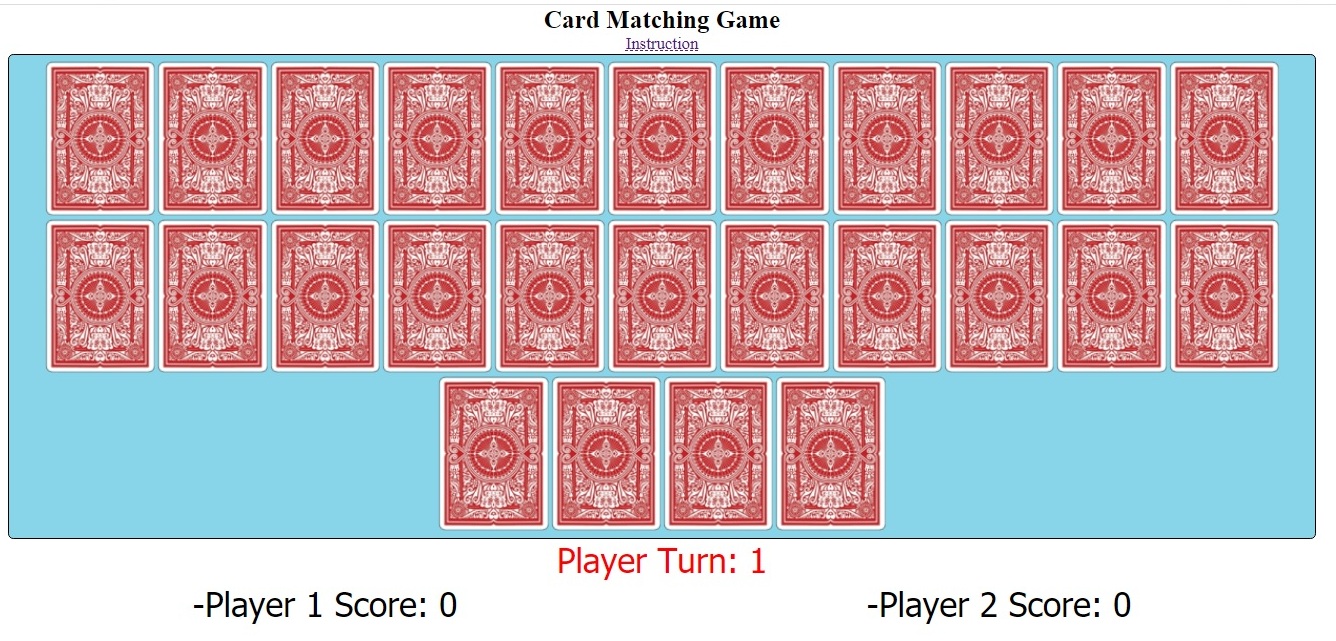 Card Matching Game
Instruction
Player Turn: 1
-Player 1 Score: 0
-Player 2 Score: 0